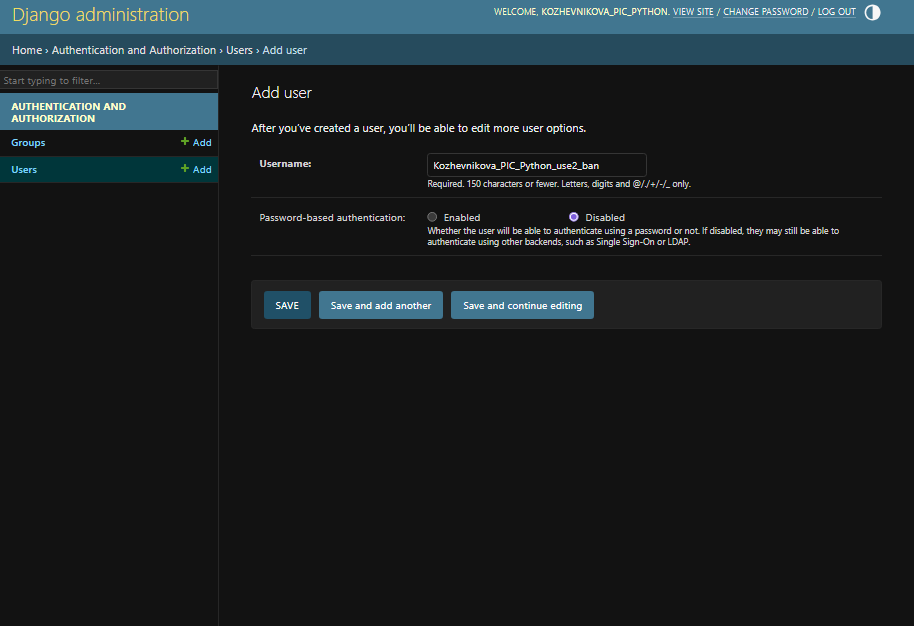 Django administration
WELCOME, KOZHEVNIKOVA_PIC_PYTHON. VIEW SITE / CHANGE PASSWORD / LOG OUT
Home › Authentication and Authorization › Users › Add user
Start typing to filter...
AUTHENTICATION AND
AUTHORIZATION
Groups + Add
Users + Add
Add user
After you've created a user, you'll be able to edit more user options.
Username: Kozhevnikova_PIC_Python_use2_ban
Required. 150 characters or fewer. Letters, digits and @/./+/-/_ only.
Password-based authentication: Enabled Disabled
Whether the user will be able to authenticate using a password or not. If disabled, they may still be able to
authenticate using other backends, such as Single Sign-On or LDAP.
SAVE Save and add another Save and continue editing